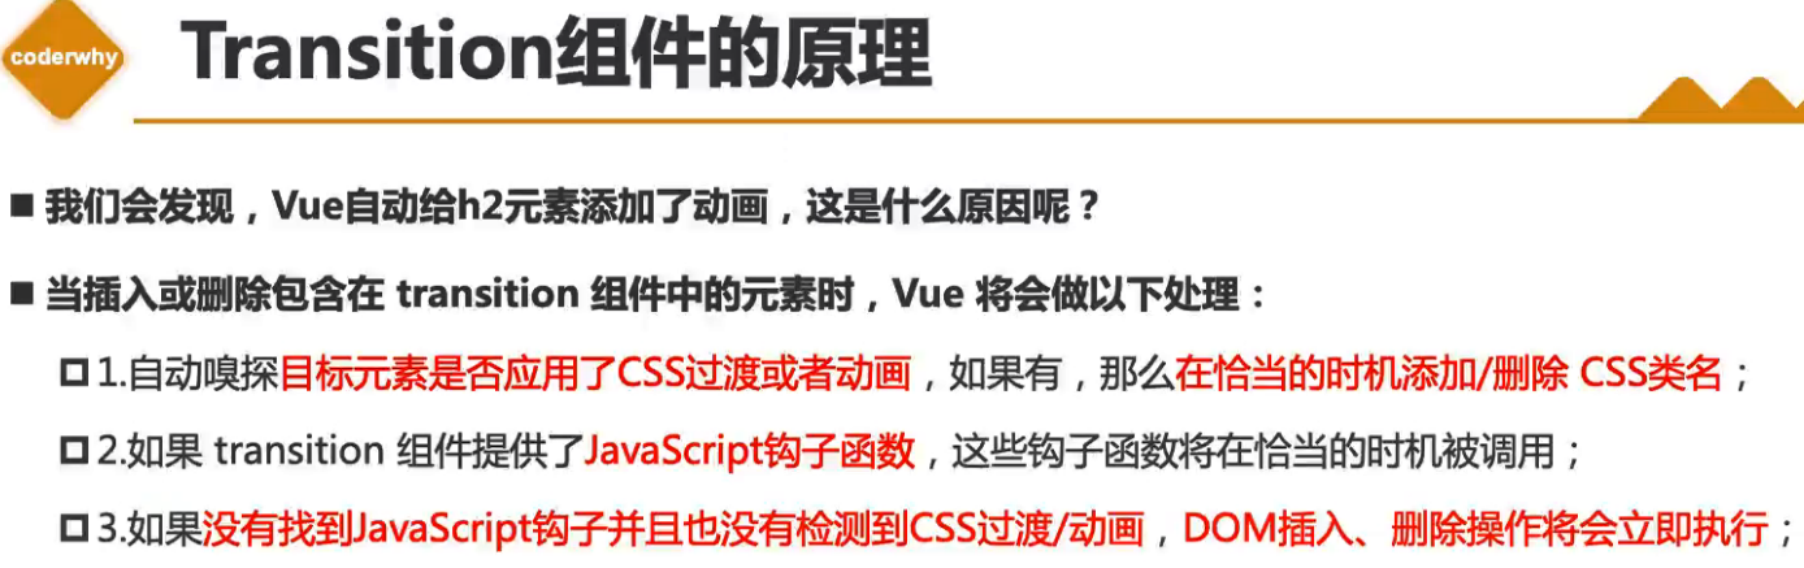 coderwhy
Transition组件的原理
我们会发现，Vue自动给h2元素添加了动画，这是什么原因呢？
当插入或删除包含在 transition 组件中的元素时，Vue 将会做以下处理：
1.自动嗅探目标元素是否应用了CSS过渡或者动画，如果有，那么在恰当的时机添加/删除 CSS类名；
2.如果 transition 组件提供了JavaScript钩子函数，这些钩子函数将在恰当的时机被调用；
3.如果没有找到JavaScript钩子并且也没有检测到CSS过渡/动画，DOM插入、删除操作将会立即执行；